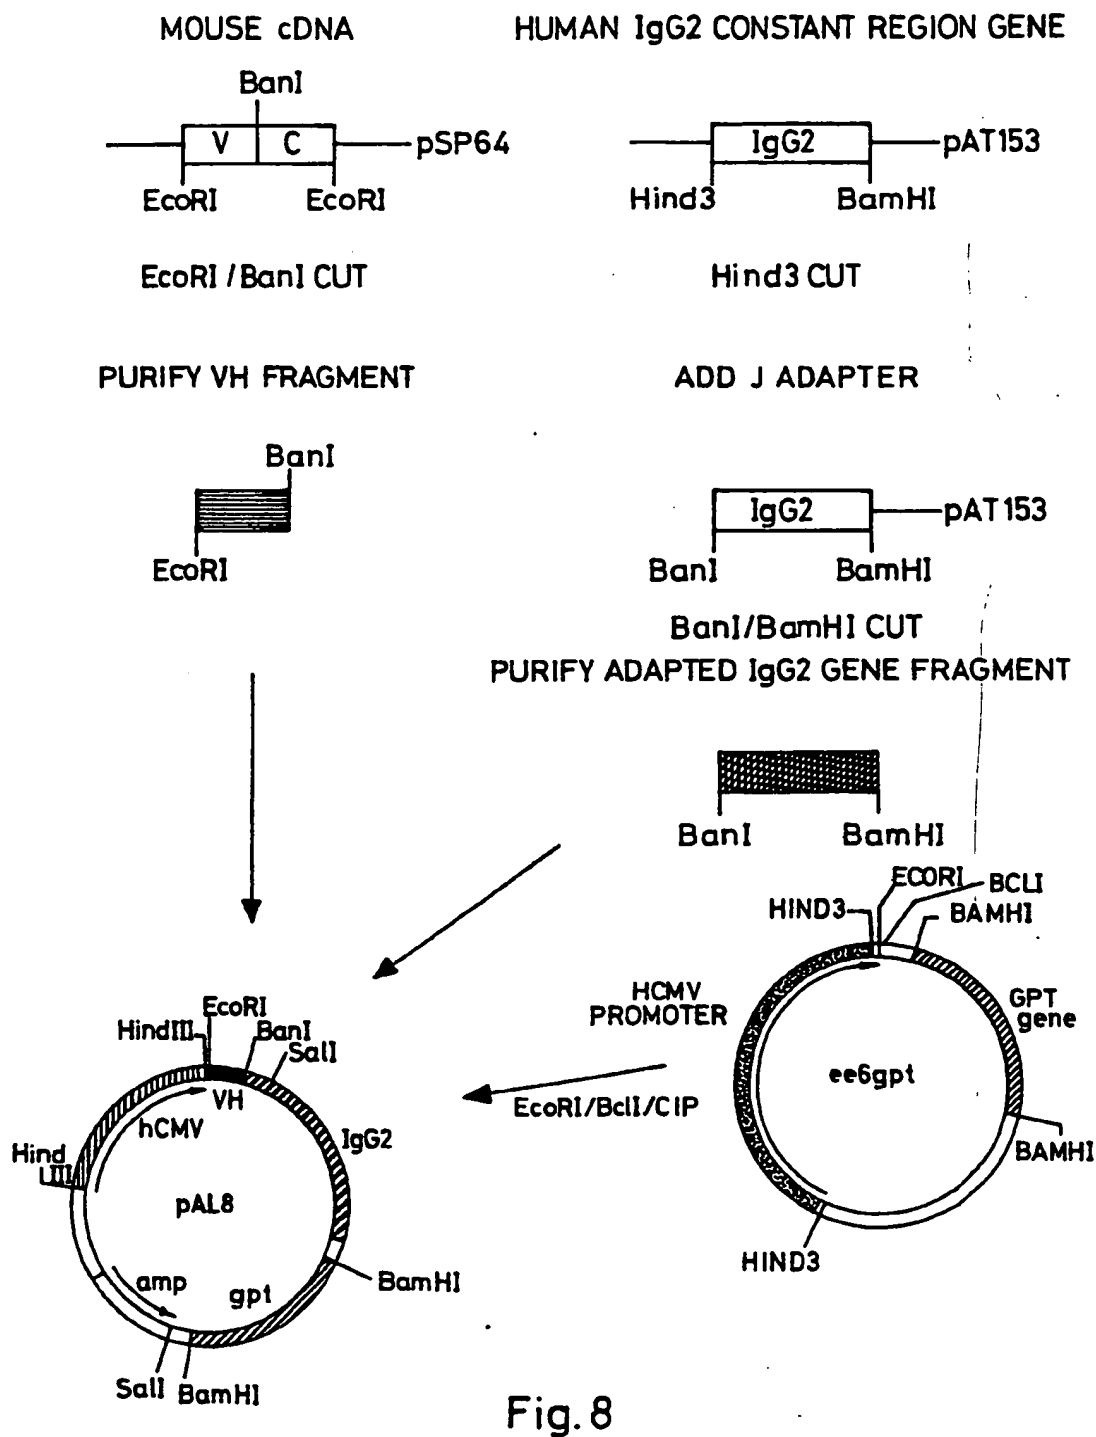 MOUSE cDNA
HUMAN IgG2 CONSTANT REGION GENE
BanI
V
C
pSP64
EcoRI
EcoRI
IgG2
pAT153
Hind3
BamHI
EcoRI/BanI CUT
Hind3 CUT
PURIFY VH FRAGMENT
ADD J ADAPTER
BanI
EcoRI
IgG2
pAT153
BanI
BamHI
BanI/BamHI CUT
PURIFY ADAPTED IgG2 GENE FRAGMENT
BanI
BamHI
ECORI
BCLI
HIND3
BAMHI
HCMV
PROMOTER
GPT
gene
ee6gpt
BAMHI
HIND3
EcoRI/BclI/CIP
EcoRI
HindIII
BanI
SalI
VH
hCMV
IgG2
Hind
III
pAL8
amp
gpt
BamHI
SalI
BamHI
Fig. 8